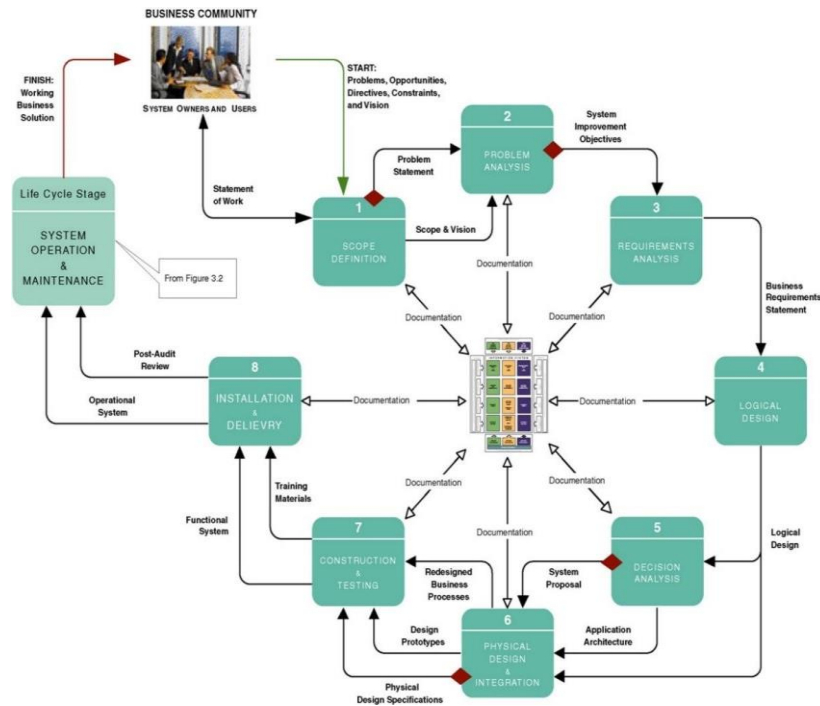 BUSINESS COMMUNITY
SYSTEM OWNERS AND USERS
FINISH:
Working
Business
Solution
START:
Problems, Opportunities,
Directives, Constraints,
and Vision
Statement
of Work
Problem
Statement
Scope & Vision
System
Improvement
Objectives
1
SCOPE
DEFINITION
2
PROBLEM
ANALYSIS
3
REQUIREMENTS
ANALYSIS
Life Cycle Stage
SYSTEM
OPERATION
&
MAINTENANCE
From Figure 3.2
Documentation
Documentation
Documentation
Business
Requirements
Statement
Post-Audit
Review
Operational
System
8
INSTALLATION
&
DELIEVRY
Documentation
INFORMATION SYSTEM
Documentation
4
LOGICAL
DESIGN
Training
Materials
Functional
System
Documentation
Documentation
Documentation
Logical
Design
7
CONSTRUCTION
&
TESTING
Redesigned
Business
Processes
System
Proposal
5
DECISION
ANALYSIS
Design
Prototypes
6
PHYSICAL
DESIGN
&
INTEGRATION
Application
Architecture
Physical
Design Specifications